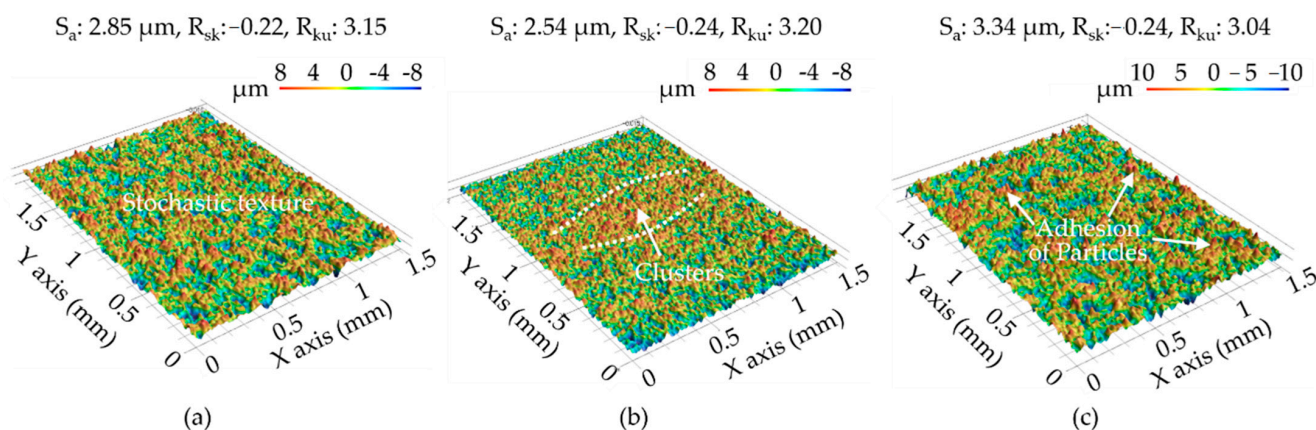 Sa: 2.85 µm, Rsk:−0.22, Rku: 3.15
8 4 0 -4 -8
µm
Stochastic texture
1.5
1
0.5
0
Y axis (mm)
0
0.5
1
1.5
X axis (mm)
(a)
Sa: 2.54 µm, Rsk:−0.24, Rku: 3.20
8 4 0 -4 -8
µm
Clusters
1.5
1
0.5
0
Y axis (mm)
0
0.5
1
1.5
X axis (mm)
(b)
Sa: 3.34 µm, Rsk:−0.24, Rku: 3.04
10 5 0 −5 −10
µm
Adhesion
of Particles
1.5
1
0.5
0
Y axis (mm)
0
0.5
1
1.5
X axis (mm)
(c)